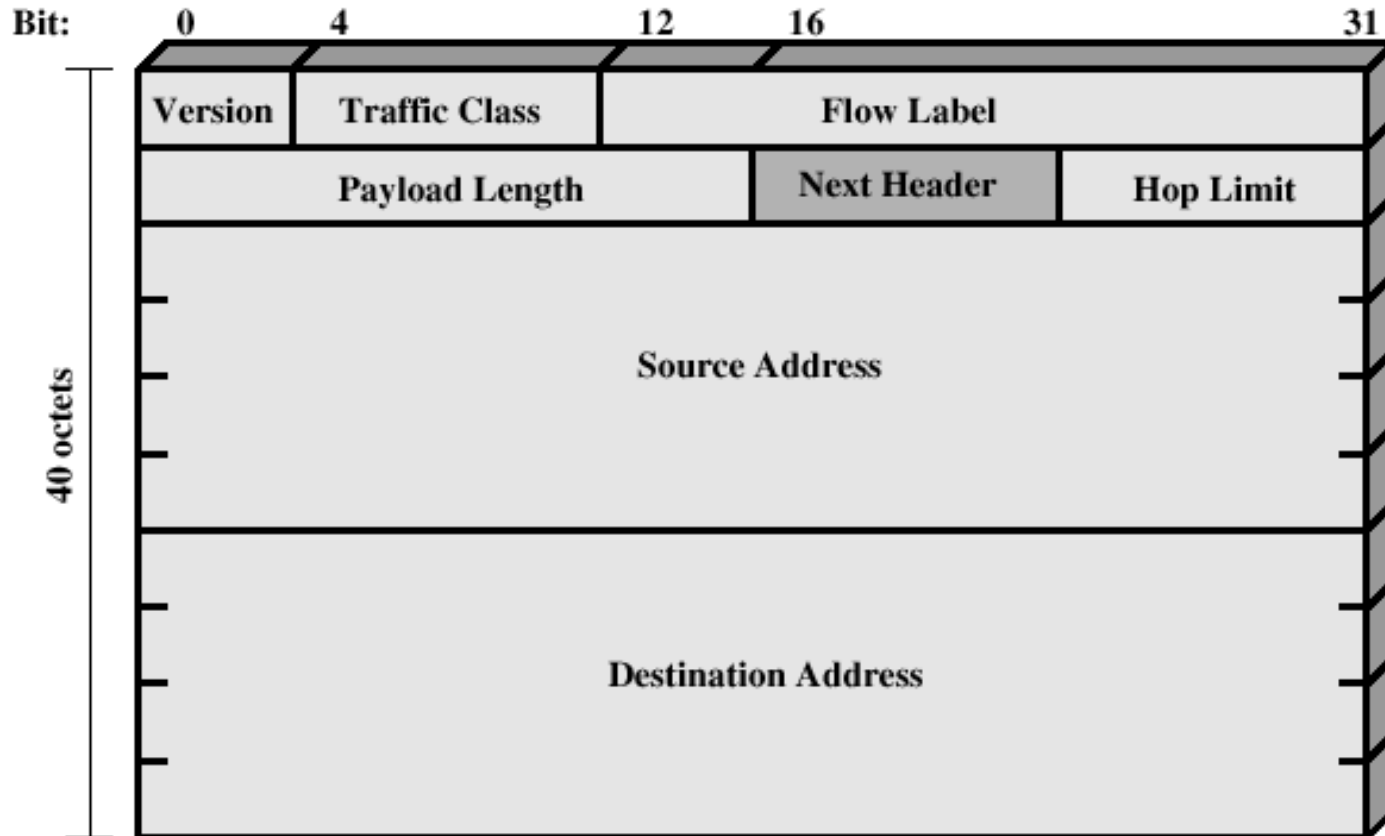 Bit: 0 4 12 16 31
Version Traffic Class Flow Label
Payload Length Next Header Hop Limit
Source Address
40 octets
Destination Address